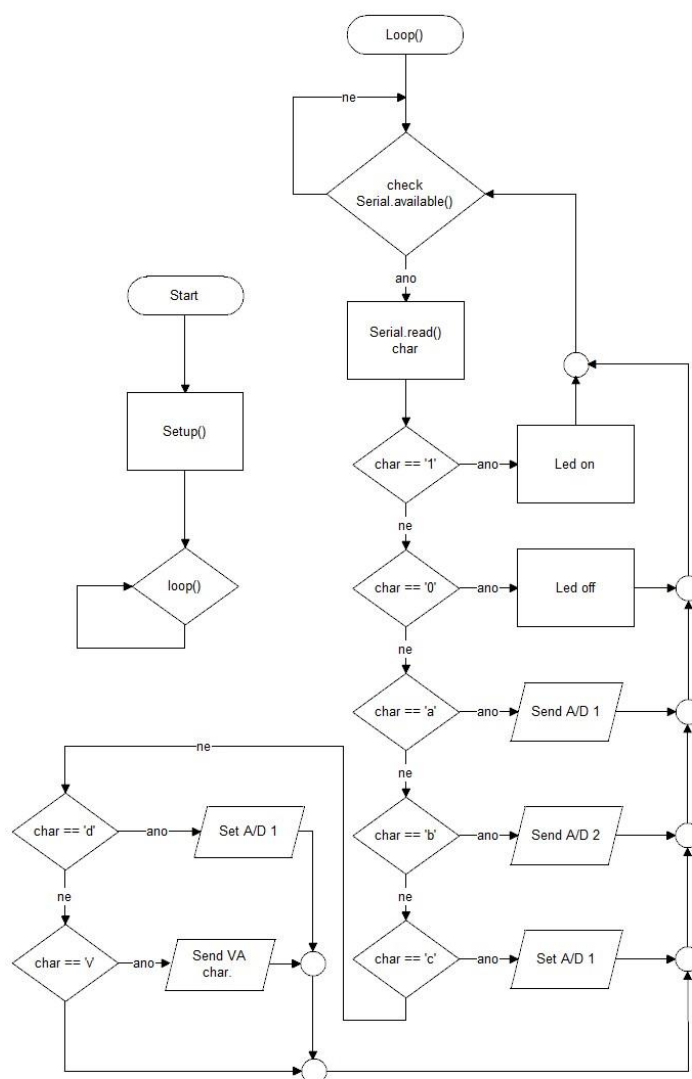 Loop()
ne
check
Serial.available()
ano
Start
Serial.read()
char
Setup()
char == '1'
ano
Led on
ne
loop()
char == '0'
ano
Led off
ne
char == 'a'
ano
Send A/D 1
ne
ne
char == 'b'
ano
Send A/D 2
ne
char == 'c'
ano
Set A/D 1
char == 'd'
ano
Set A/D 1
ne
char == 'V
ano
Send VA
char.